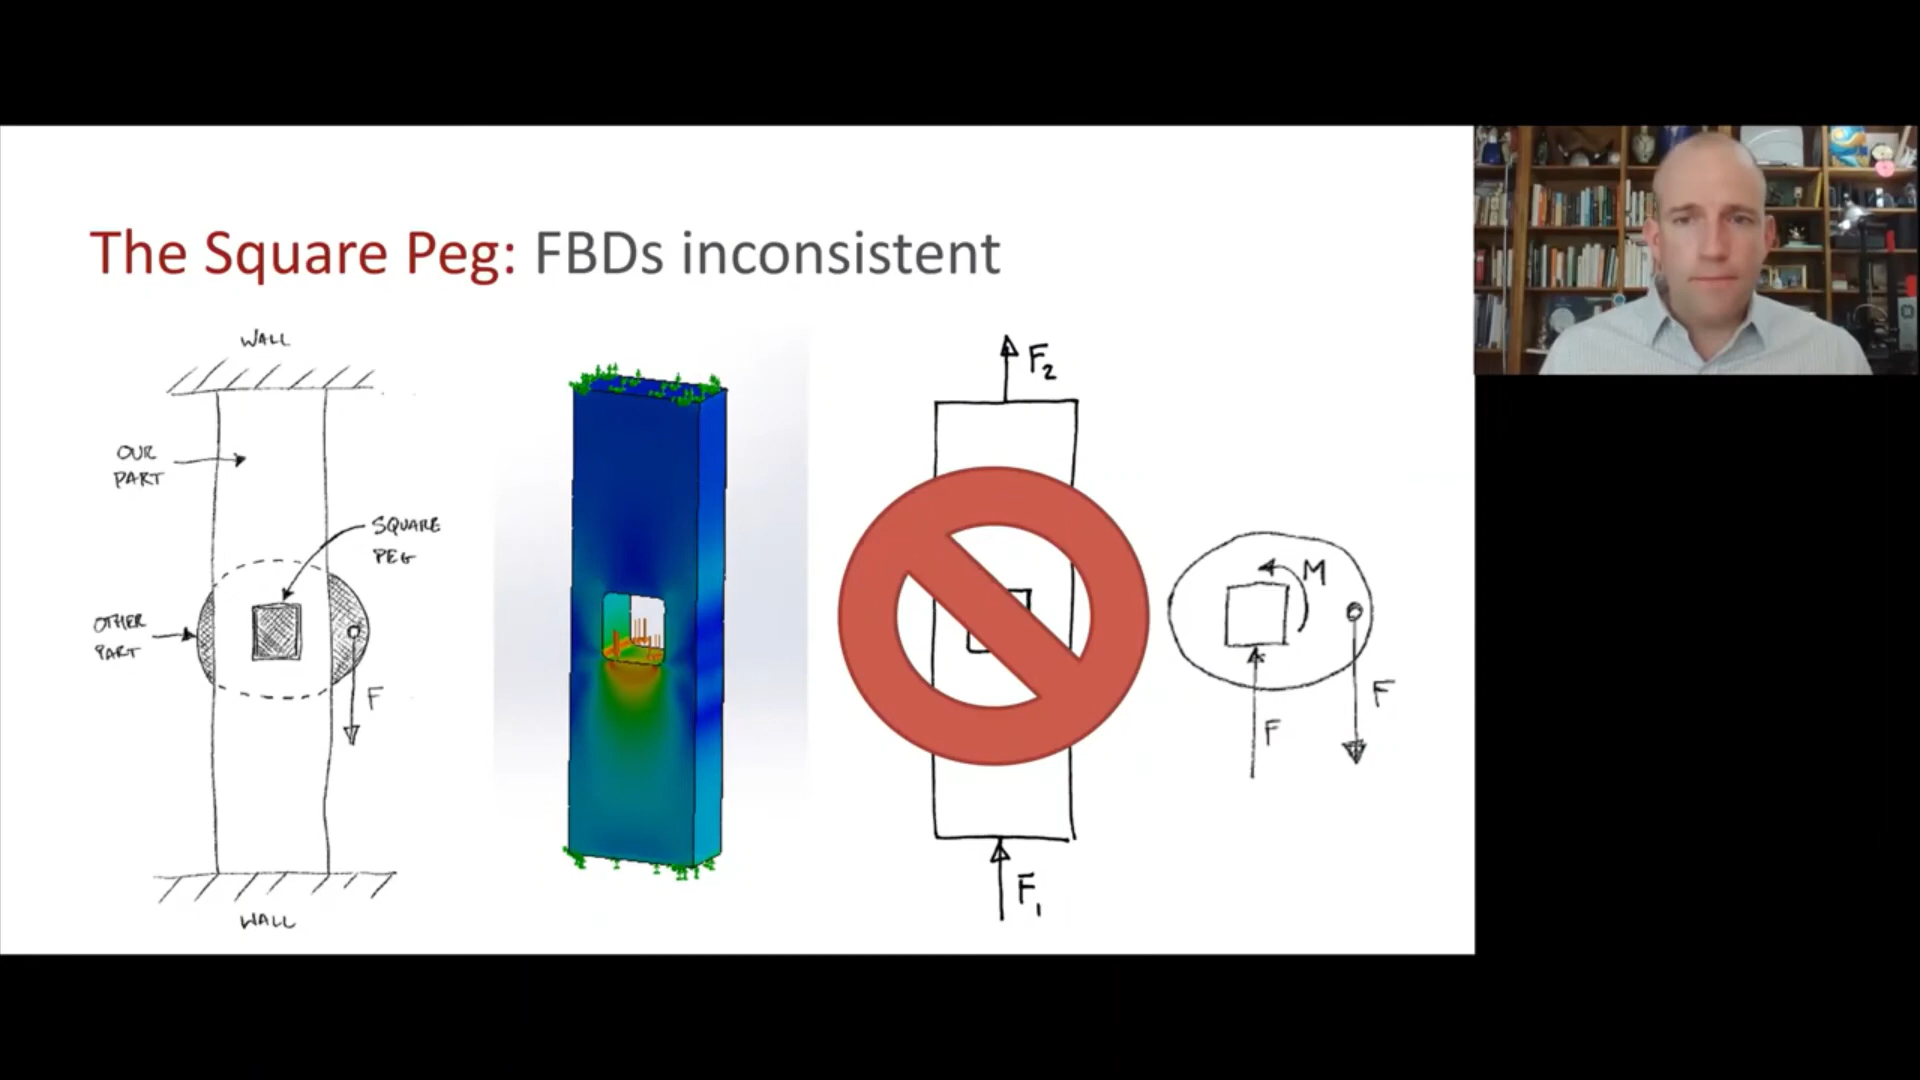 The Square Peg: FBDs inconsistent
WALL
OUR
PART
SQUARE
PEG
OTHER
PART
F
WALL
F2
F1
M
F
F